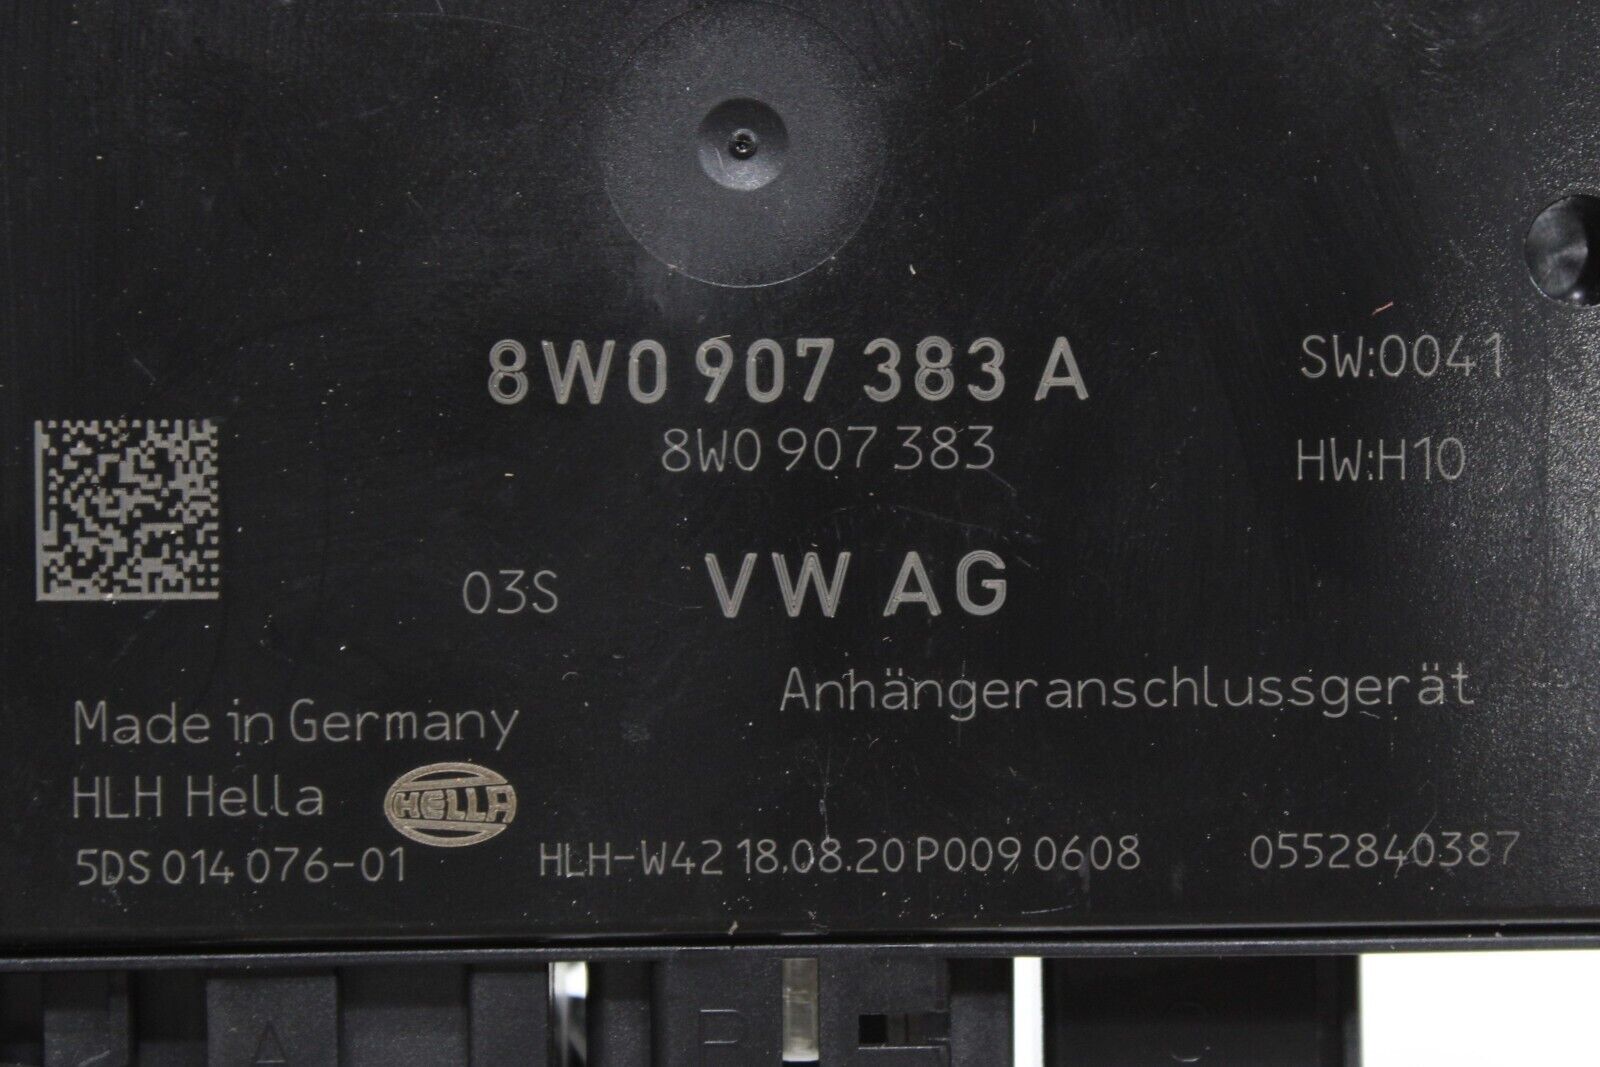 8W0 907 383 A
SW:0041
8W0 907 383
HW:H10
03S
VW AG
Anhängeranschlussgerät
Made in Germany
HLH Hella
HELLA
5DS 014 076-01
HLH-W42 18.08.20 P009 0608
0552840387
A
B
C